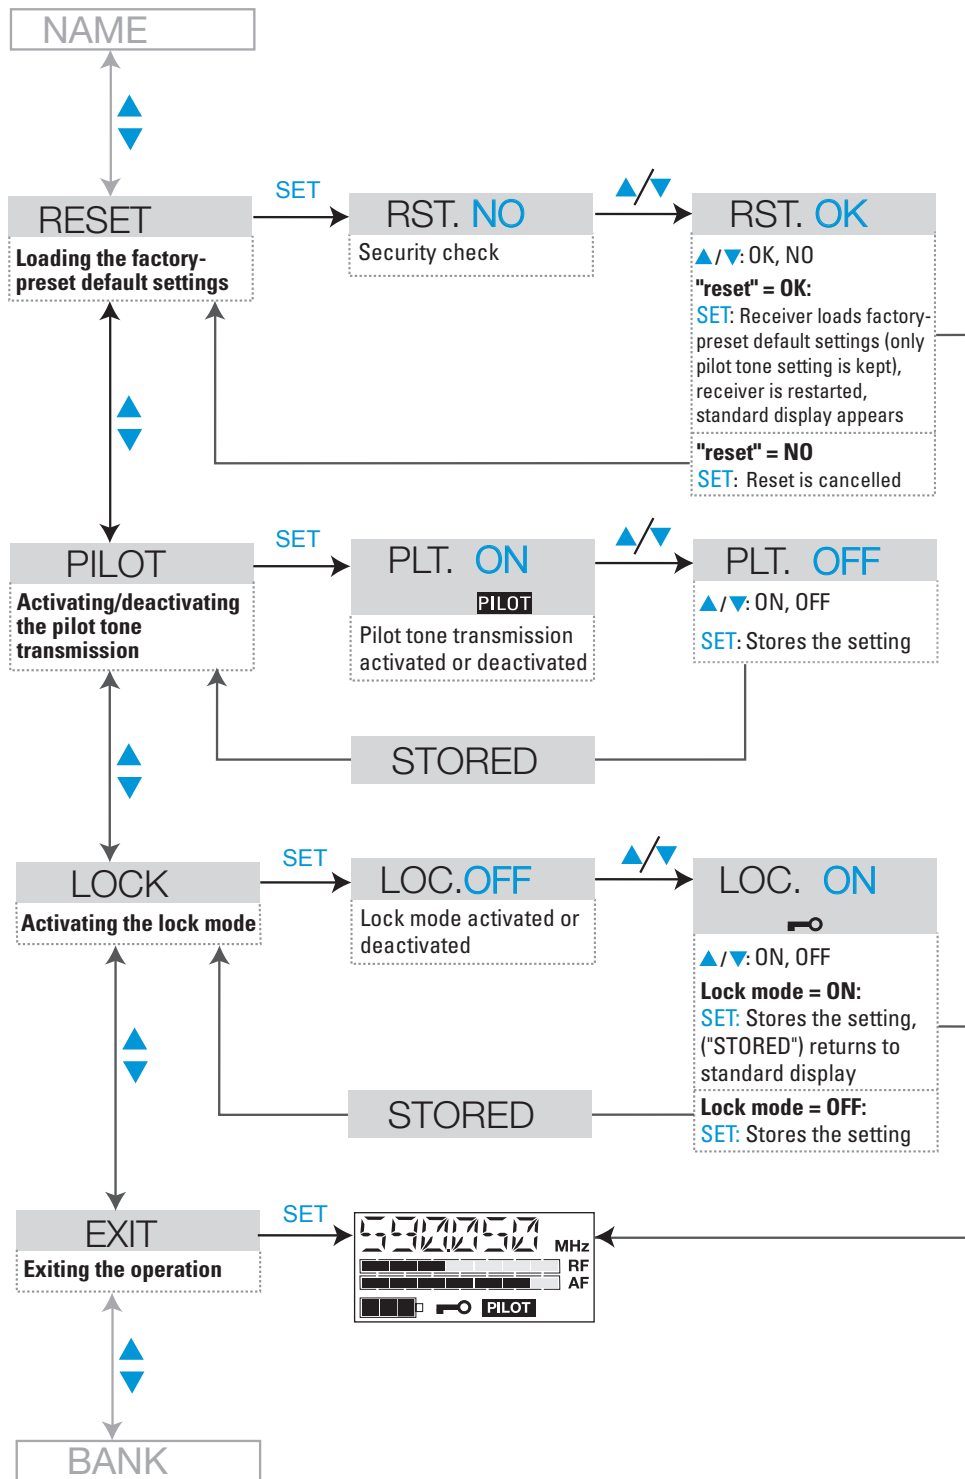 NAME
RESET
Loading the factory-
preset default settings
SET
RST. NO
Security check
RST. OK
▲/▼: OK, NO
"reset" = OK:
SET: Receiver loads factory-
preset default settings (only
pilot tone setting is kept),
receiver is restarted,
standard display appears
"reset" = NO
SET: Reset is cancelled
PILOT
Activating/deactivating
the pilot tone
transmission
SET
PLT. ON
PILOT
Pilot tone transmission
activated or deactivated
PLT. OFF
▲/▼: ON, OFF
SET: Stores the setting
STORED
LOCK
Activating the lock mode
SET
LOC.OFF
Lock mode activated or
deactivated
LOC. ON
▲/▼: ON, OFF
Lock mode = ON:
SET: Stores the setting,
("STORED") returns to
standard display
Lock mode = OFF:
SET: Stores the setting
STORED
EXIT
Exiting the operation
SET
590.050 MHz
RF
AF
PILOT
BANK